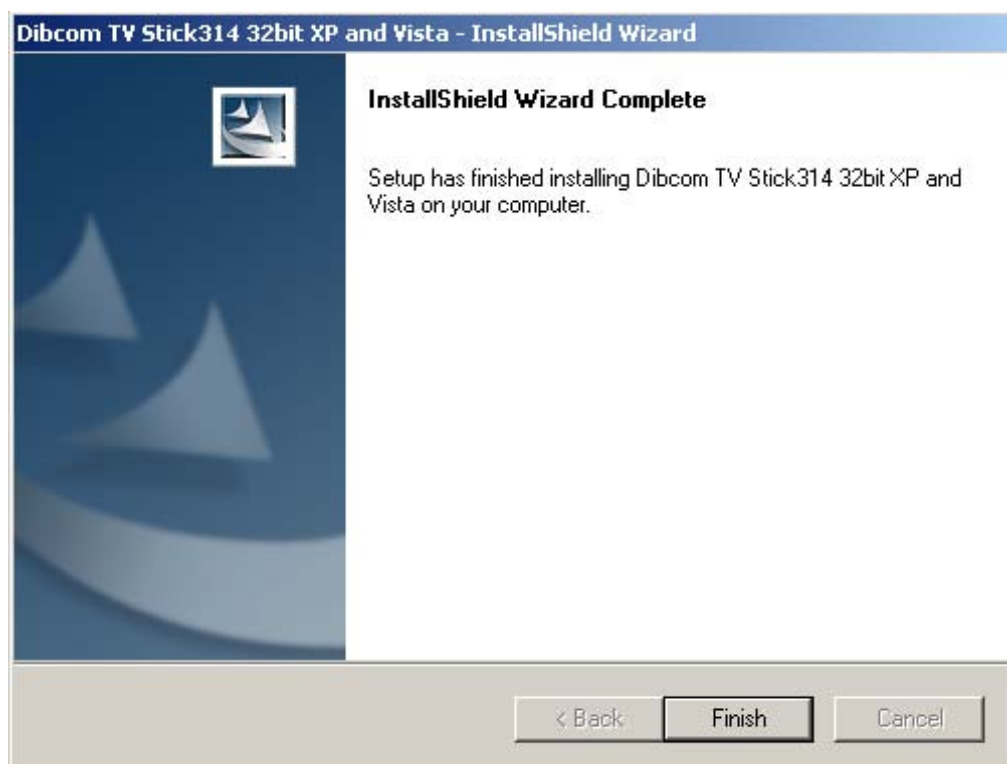 Dibcom TV Stick314 32bit XP and Vista - InstallShield Wizard
InstallShield Wizard Complete
Setup has finished installing Dibcom TV Stick314 32bit XP and
Vista on your computer.
< Back
Finish
Cancel